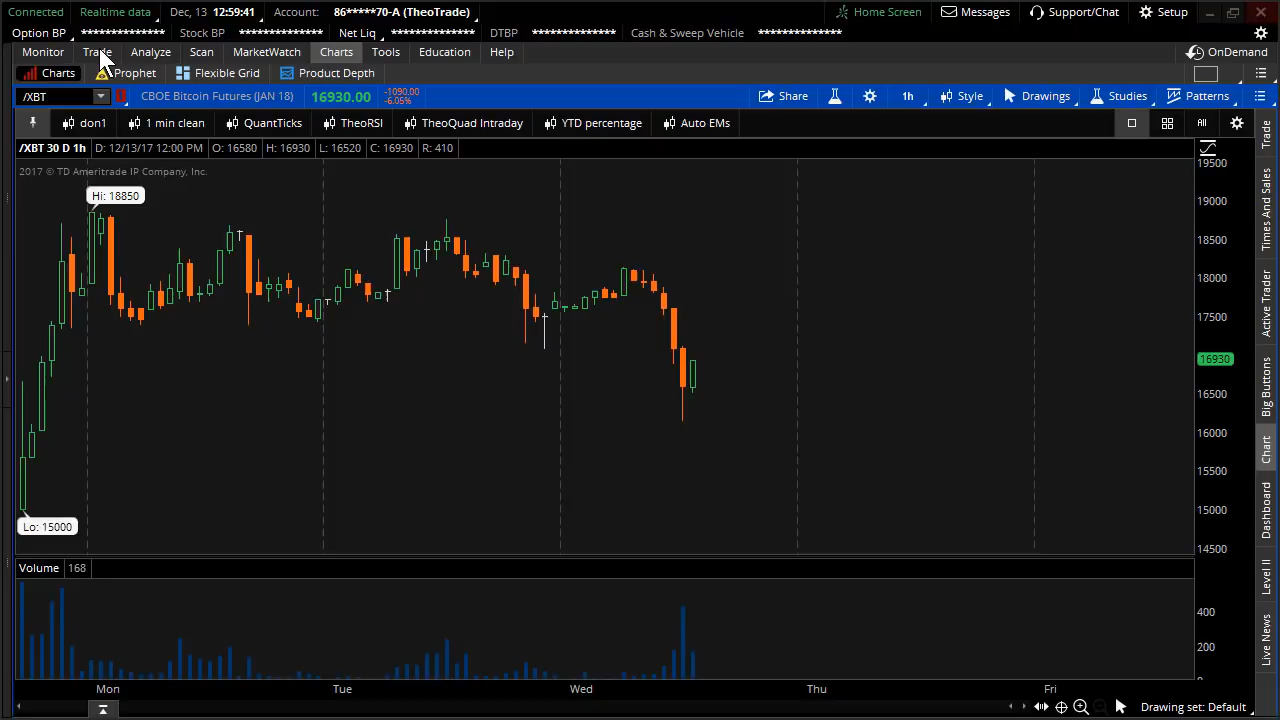 Connected Realtime data Dec, 13 12:59:41 Account: 86*****70-A (TheoTrade) Home Screen Messages Support/Chat Setup
Option BP ************** Stock BP ************** Net Liq ************** DTBP ************** Cash & Sweep Vehicle **************
Monitor Trade Analyze Scan MarketWatch Charts Tools Education Help OnDemand
Charts Prophet Flexible Grid Product Depth
/XBT CBOE Bitcoin Futures (JAN 18) 16930.00 -1090.00 Share 1h Style Drawings Studies Patterns
-6.05%
don1 1 min clean QuantTicks TheoRSI TheoQuad Intraday YTD percentage Auto EMs All
/XBT 30 D 1h D: 12/13/17 12:00 PM O: 16580 H: 16930 L: 16520 C: 16930 R: 410
2017 © TD Ameritrade IP Company, Inc.
Hi: 18850
Lo: 15000
19500
19000
18500
18000
17500
16930
16500
16000
15500
15000
14500
Volume 168
400
200
0
Mon Tue Wed Thu Fri
Drawing set: Default
Trade
Times And Sales
Active Trader
Big Buttons
Chart
Dashboard
Level II
Live News